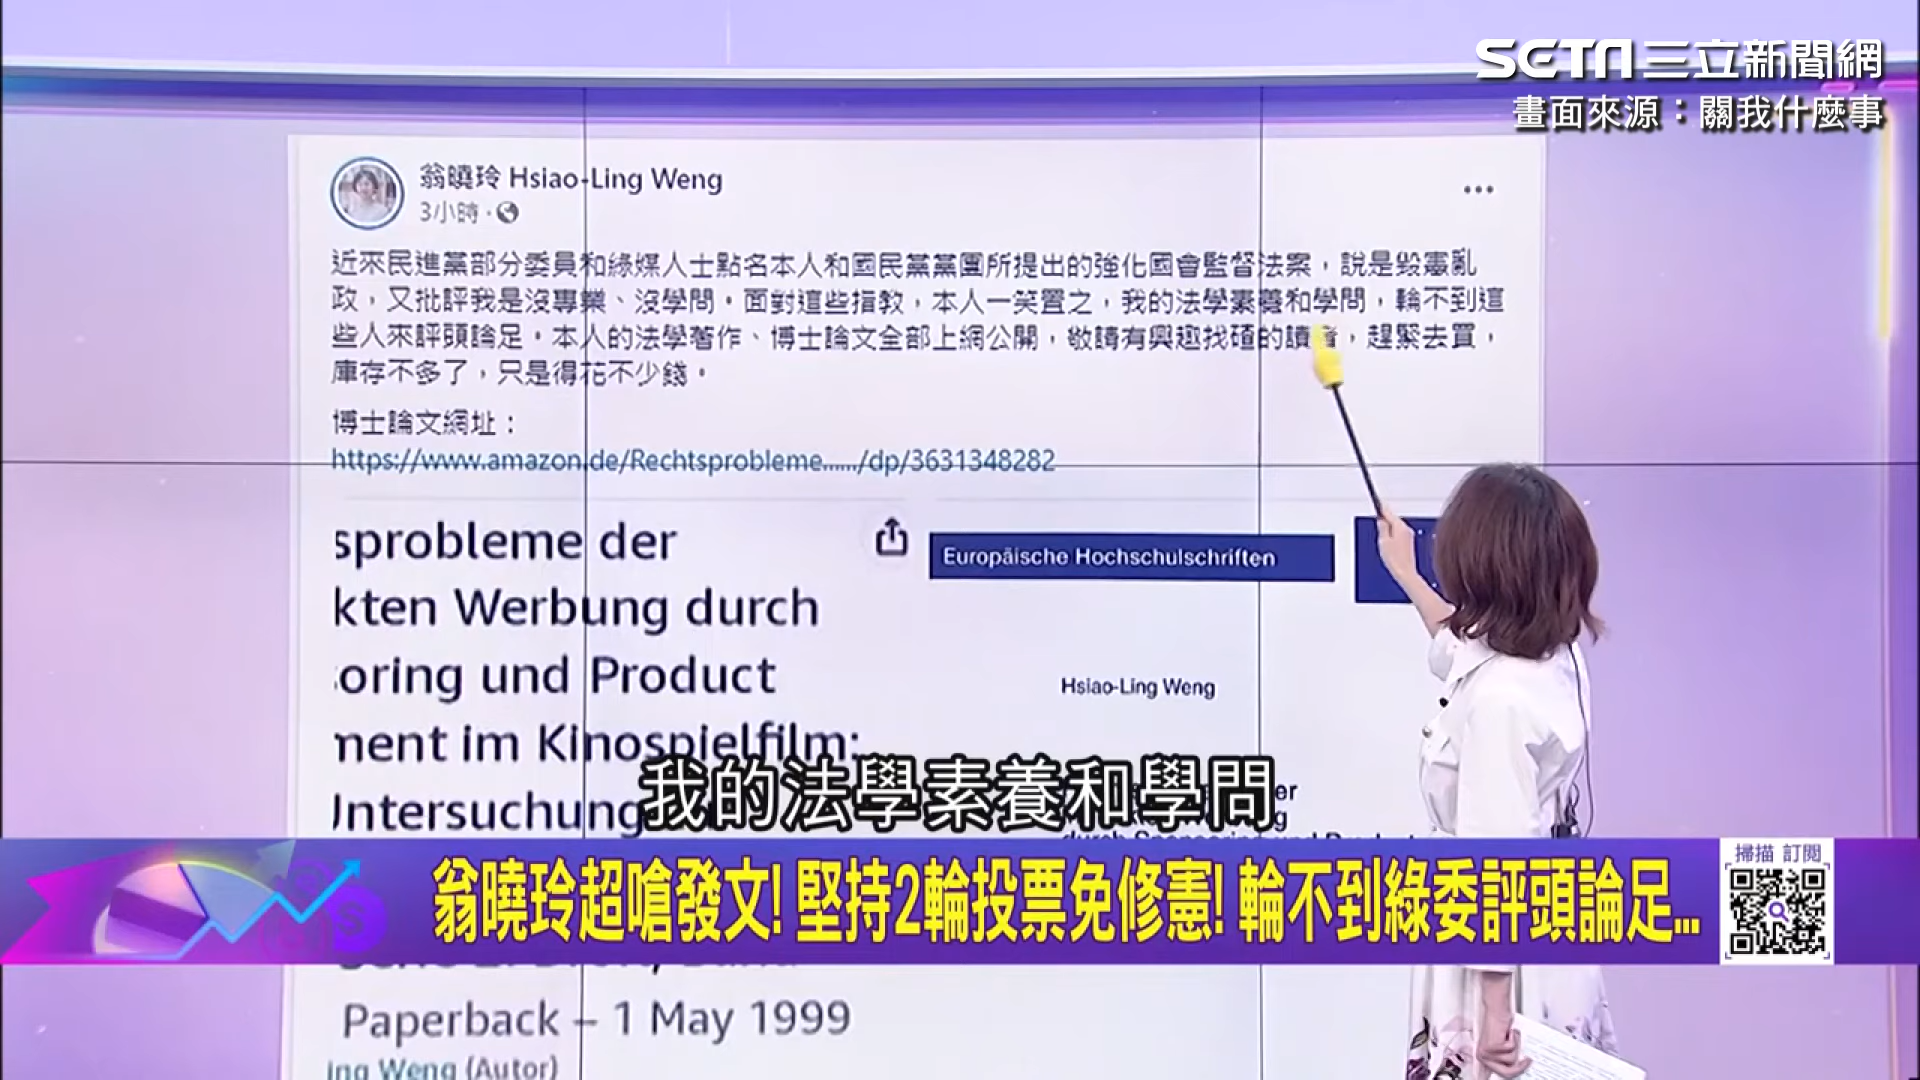 SETN三立新聞網
畫面來源：關我什麼事
翁曉玲 Hsiao-Ling Weng
3小時 ·
近來民進黨部分委員和綠媒人士點名本人和國民黨黨團所提出的強化國會監督法案，說是毀憲亂
政，又批評我是沒專業、沒學問。面對這些指教，本人一笑置之，我的法學素養和學問，輪不到這
些人來評頭論足。本人的法學著作、博士論文全部上網公開，敬請有興趣找碴的讀者，趕緊去買，
庫存不多了，只是得花不少錢。
博士論文網址：
https://www.amazon.de/Rechtsprobleme....../dp/3631348282
sprobleme der
kten Werbung durch
oring und Product
ment im Kinospielfilm:
Untersuchung
Europäische Hochschulschriften
Hsiao-Ling Weng
我的法學素養和學問
翁曉玲超嗆發文! 堅持2輪投票免修憲! 輪不到綠委評頭論足...
掃描 訂閱
Paperback – 1 May 1999
ing Weng (Autor)